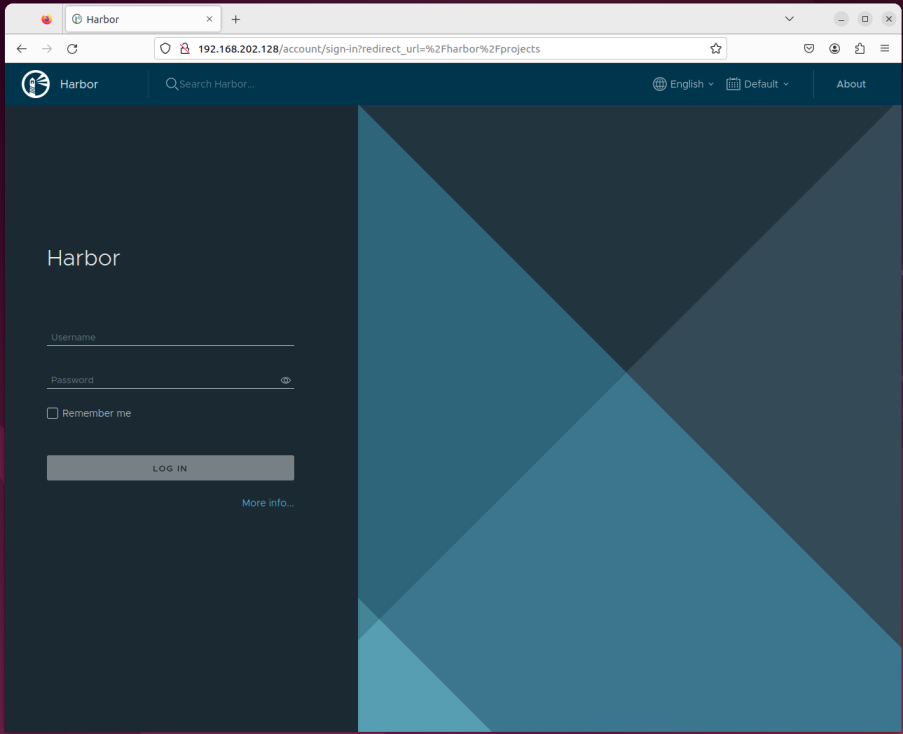 Harbor
192.168.202.128/account/sign-in?redirect_url=%2Fharbor%2Fprojects
Harbor
Search Harbor...
English
Default
About
Harbor
Username
Password
Remember me
LOG IN
More info...